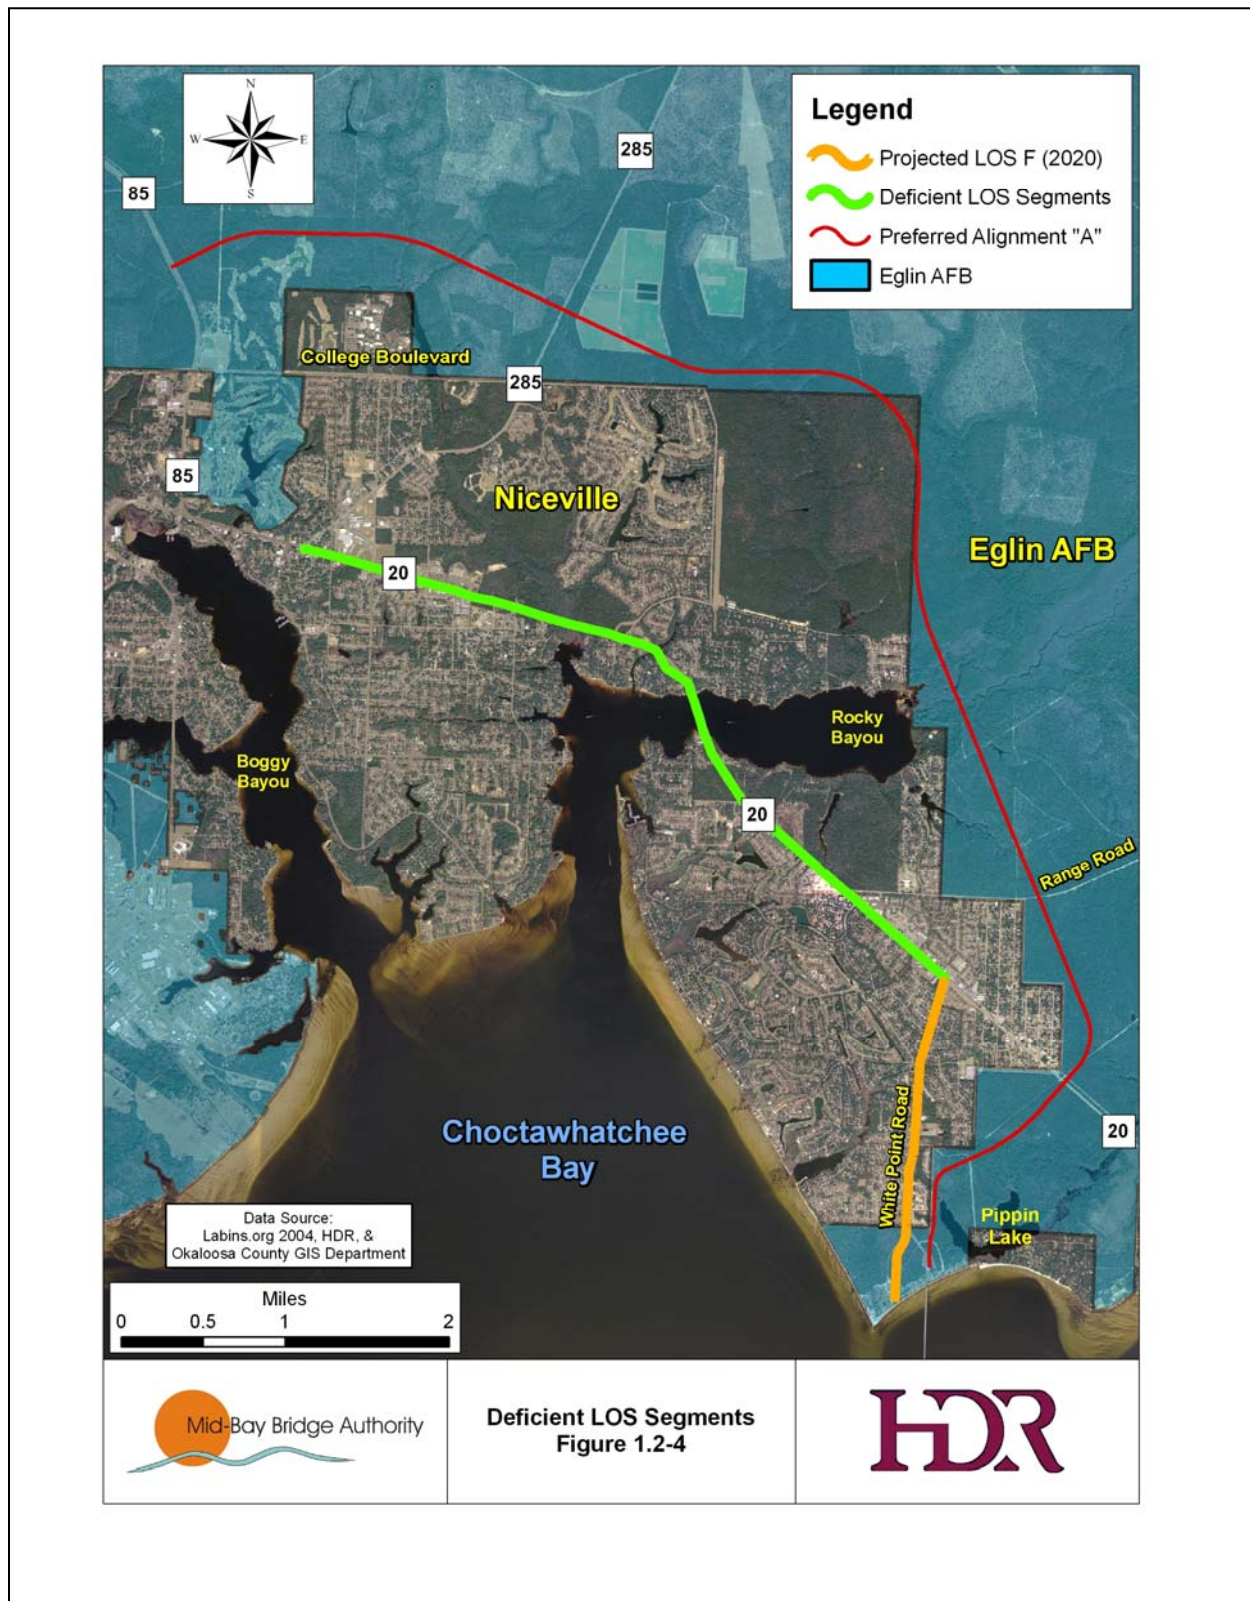 N
W E
S
85
285
Legend
Projected LOS F (2020)
Deficient LOS Segments
Preferred Alignment "A"
Eglin AFB
College Boulevard
285
85
Niceville
Eglin AFB
20
Rocky
Bayou
Boggy
Bayou
20
Range Road
Choctawhatchee
Bay
White Point Road
20
Pippin
Lake
Data Source:
Labins.org 2004, HDR, &
Okaloosa County GIS Department
Miles
0 0.5 1 2
Mid-Bay Bridge Authority
Deficient LOS Segments
Figure 1.2-4
HDR